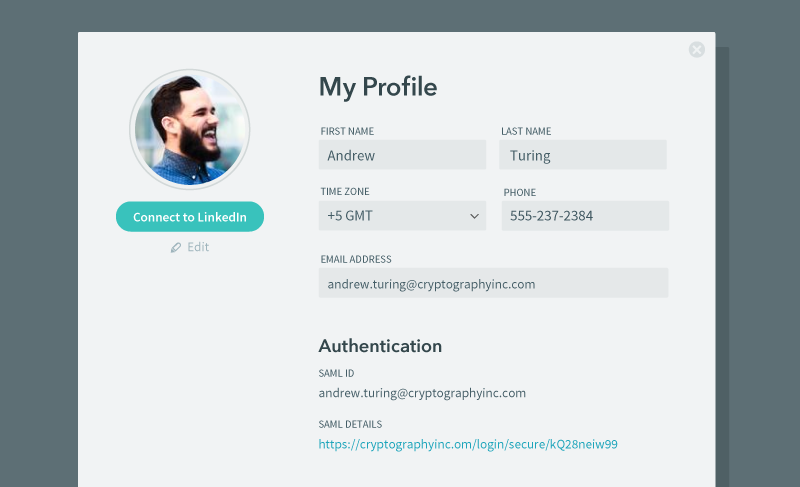 My Profile
FIRST NAME
LAST NAME
Andrew
Turing
TIME ZONE
PHONE
+5 GMT
555-237-2384
Connect to LinkedIn
Edit
EMAIL ADDRESS
andrew.turing@cryptographyinc.com
Authentication
SAML ID
andrew.turing@cryptographyinc.com
SAML DETAILS
https://cryptographyinc.om/login/secure/kQ28neiw99